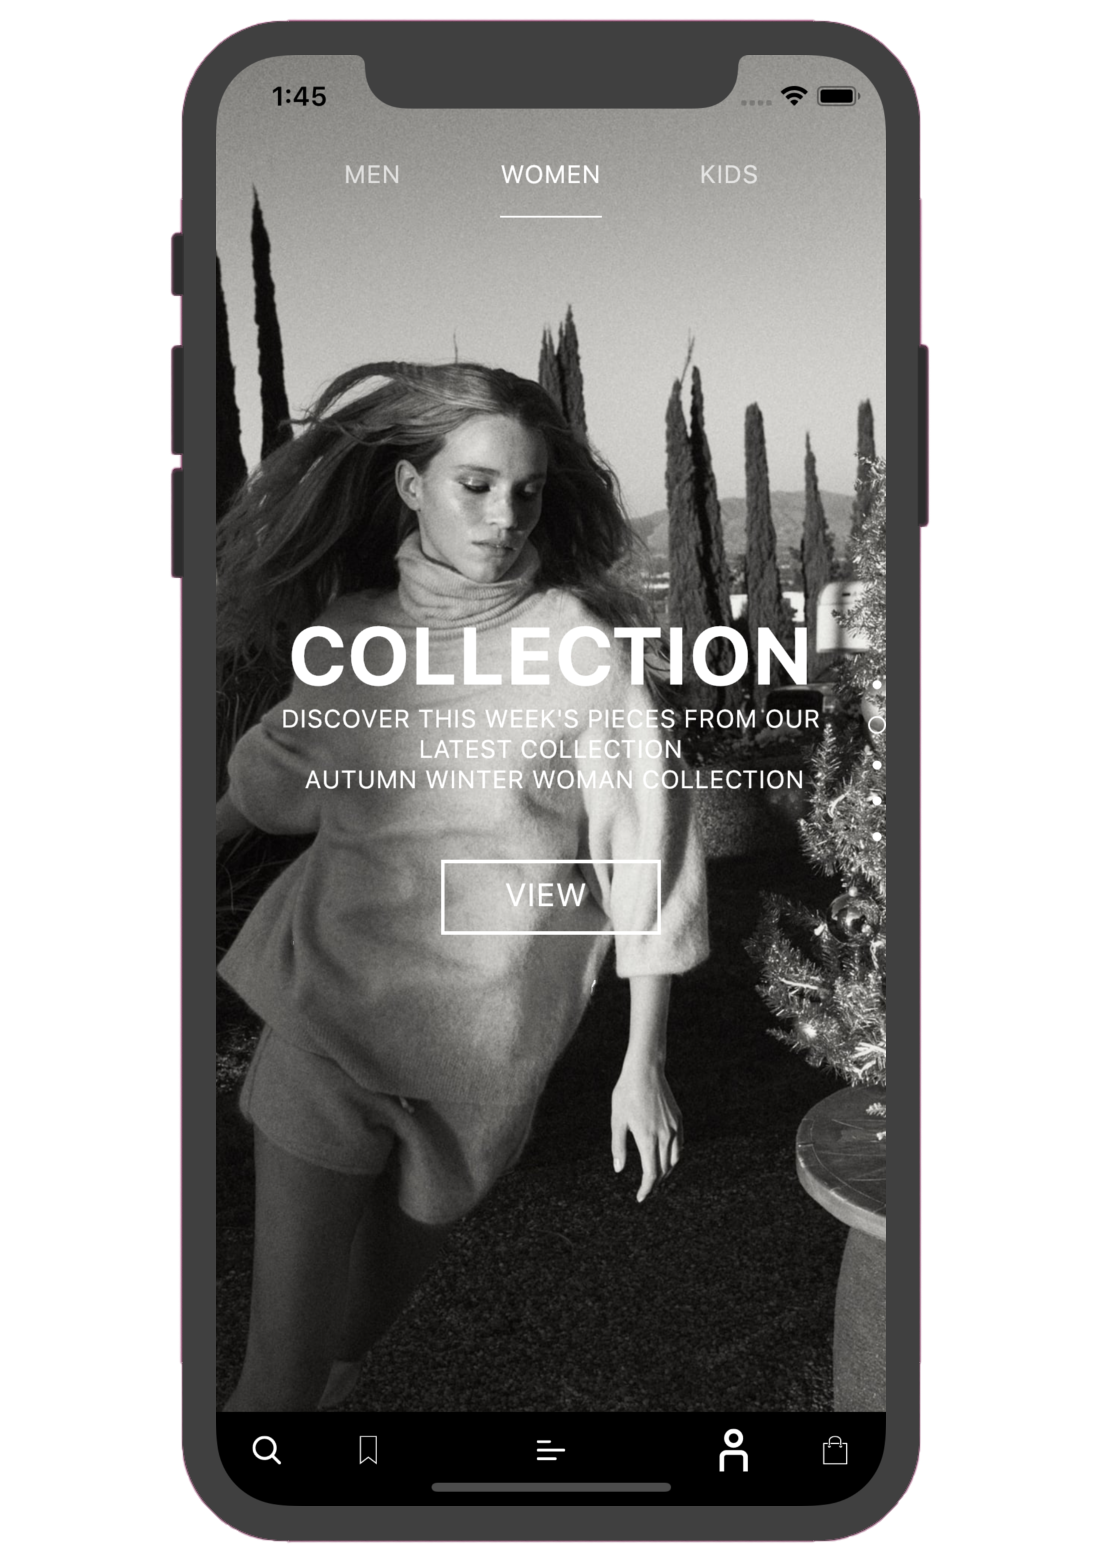 1:45
MEN WOMEN KIDS
COLLECTION
DISCOVER THIS WEEK'S PIECES FROM OUR
LATEST COLLECTION
AUTUMN WINTER WOMAN COLLECTION
VIEW